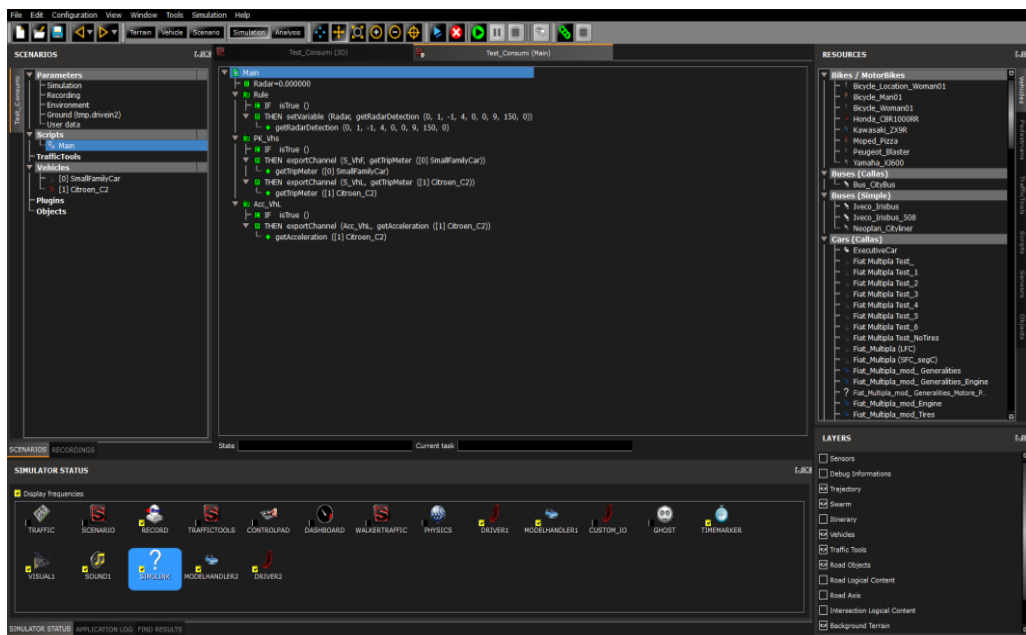 File Edit Configuration View Window Tools Simulation Help
Terrain Vehicle Scenario Simulation Analysis
SCENARIOS
Test_Consumi
Parameters
Simulation
Recording
Environment
Ground (tmp.drivein2)
User data
Scripts
Main
TrafficTools
Vehicles
[0] SmallFamilyCar
[1] Citroen_C2
Plugins
Objects
SCENARIOS RECORDINGS
Test_Consumi (3D) Test_Consumi (Main)
Main
Radar=0.000000
Rule
IF isTrue ()
THEN setVariable (Radar, getRadarDetection (0, 1, -1, 4, 0, 0, 9, 150, 0))
getRadarDetection (0, 1, -1, 4, 0, 0, 9, 150, 0)
PK_Vhs
IF isTrue ()
THEN exportChannel (S_VhF, getTripMeter ([0] SmallFamilyCar))
getTripMeter ([0] SmallFamilyCar)
THEN exportChannel (S_VhL, getTripMeter ([1] Citroen_C2))
getTripMeter ([1] Citroen_C2)
Acc_VhL
IF isTrue ()
THEN exportChannel (Acc_VhL, getAcceleration ([1] Citroen_C2))
getAcceleration ([1] Citroen_C2)
State Current task
RESOURCES
Bikes / MotorBikes
Bicycle_Location_Woman01
Bicycle_Man01
Bicycle_Woman01
Honda_CBR1000RR
Kawasaki_ZX9R
Moped_Pizza
Peugeot_Blaster
Yamaha_XJ600
Buses (Callas)
Bus_CityBus
Buses (Simple)
Iveco_Irisbus
Iveco_Irisbus_508
Neoplan_Cityliner
Cars (Callas)
ExecutiveCar
Fiat Multipla Test_
Fiat Multipla Test_1
Fiat Multipla Test_2
Fiat Multipla Test_3
Fiat Multipla Test_4
Fiat Multipla Test_5
Fiat Multipla Test_6
Fiat Multipla Test_NoTires
Fiat_Multipla (LFC)
Fiat_Multipla (SFC_segC)
Fiat_Multipla_mod_ Generalities
Fiat_Multipla_mod_ Generalities_Engine
Fiat_Multipla_mod_ Generalities_Motore_P..
Fiat_Multipla_mod_Engine
Fiat_Multipla_mod_Tires
Vehicles
Pedestrians
TrafficTools
Scripts
Sensors
Objects
SIMULATOR STATUS
Display frequencies
TRAFFIC SCENARIO RECORD TRAFFICTOOLS CONTROLPAD DASHBOARD WALKERTRAFFIC PHYSICS DRIVER1 MODELHANDLER1 CUSTOM_IO GHOST TIMEMARKER
VISUAL1 SOUND1 SIMULINK MODELHANDLER2 DRIVER2
SIMULATOR STATUS APPLICATION LOG FIND RESULTS
LAYERS
Sensors
Debug Informations
Trajectory
Swarm
Itinerary
Vehicles
Traffic Tools
Road Objects
Road Logical Content
Road Axis
Intersection Logical Content
Background Terrain